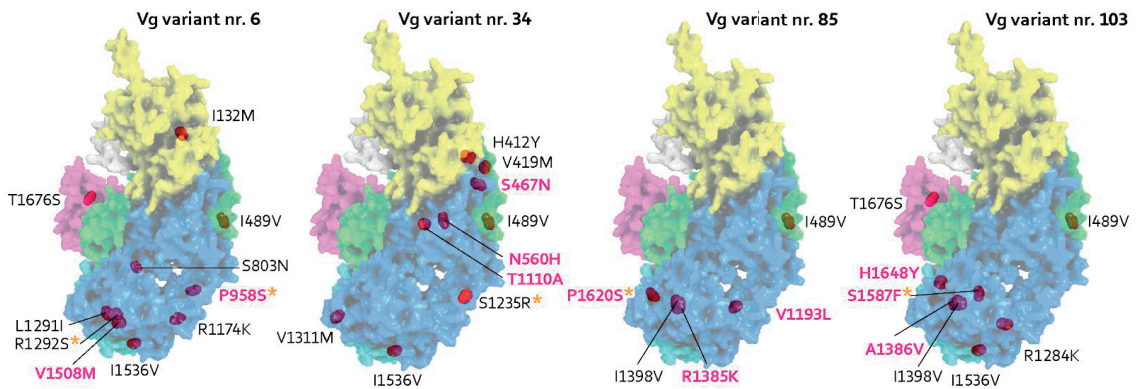 Vg variant nr. 6
I132M
T1676S
I489V
S803N
P958S*
L1291I
R1292S*
R1174K
V1508M
I1536V
Vg variant nr. 34
H412Y
V419M
S467N
I489V
N560H
T1110A
S1235R*
V1311M
I1536V
Vg variant nr. 85
I489V
P1620S*
V1193L
I1398V
R1385K
Vg variant nr. 103
T1676S
I489V
H1648Y
S1587F*
A1386V
R1284K
I1398V
I1536V